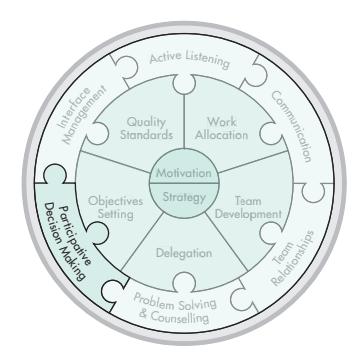 Active Listening
Communication
Team
Relationships
Problem Solving
& Counselling
Participative
Decision Making
Interface
Management
Quality
Standards
Work
Allocation
Objectives
Setting
Team
Development
Delegation
Motivation
Strategy